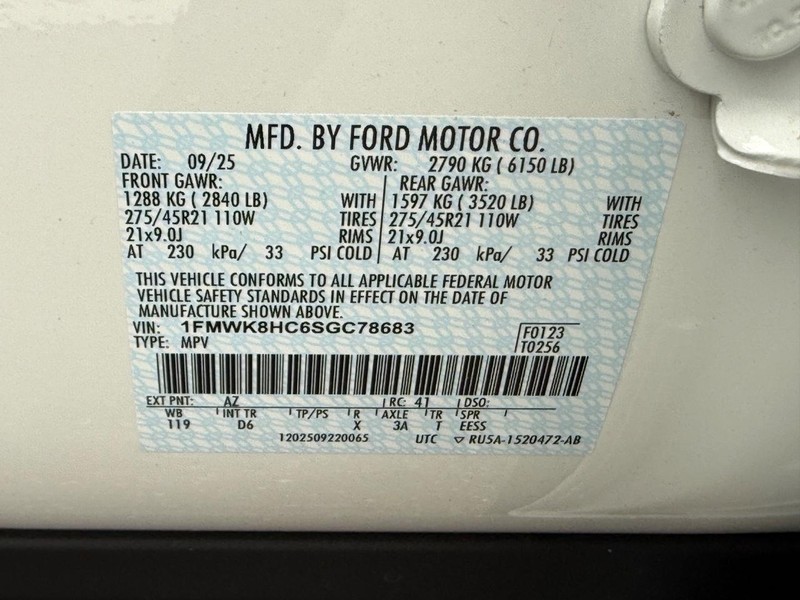 MFD. BY FORD MOTOR CO.
DATE: 09/25 GVWR: 2790 KG ( 6150 LB)
FRONT GAWR: REAR GAWR:
1288 KG ( 2840 LB) WITH 1597 KG ( 3520 LB) WITH
275/45R21 110W TIRES 275/45R21 110W TIRES
21x9.0J RIMS 21x9.0J RIMS
AT 230 kPa/ 33 PSI COLD AT 230 kPa/ 33 PSI COLD
THIS VEHICLE CONFORMS TO ALL APPLICABLE FEDERAL MOTOR
VEHICLE SAFETY STANDARDS IN EFFECT ON THE DATE OF
MANUFACTURE SHOWN ABOVE.
VIN: 1FMWK8HC6SGC78683 F0123
TYPE: MPV T0256
EXT PNT: AZ RC: 41 DSO:
WB INT TR TP/PS R AXLE TR SPR
119 D6 X 3A T EESS
1202509220065 UTC ▽ RU5A-1520472-AB